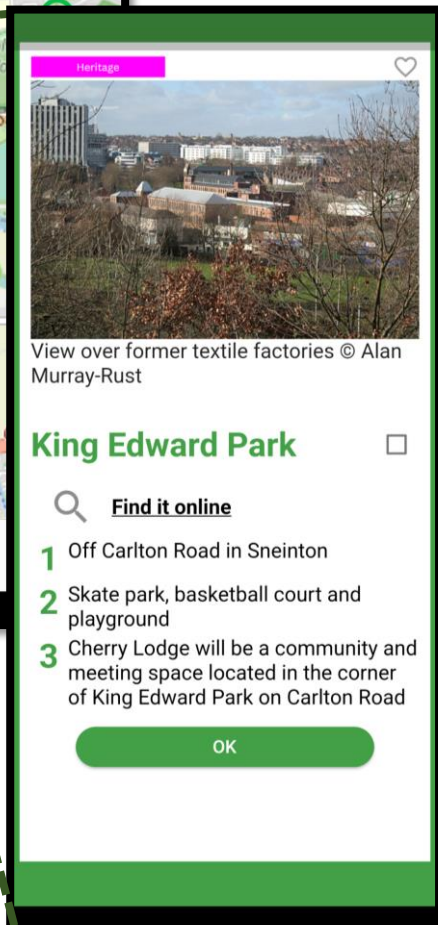 Heritage
View over former textile factories © Alan
Murray-Rust
King Edward Park
Find it online
1 Off Carlton Road in Sneinton
2 Skate park, basketball court and
playground
3 Cherry Lodge will be a community and
meeting space located in the corner
of King Edward Park on Carlton Road
OK